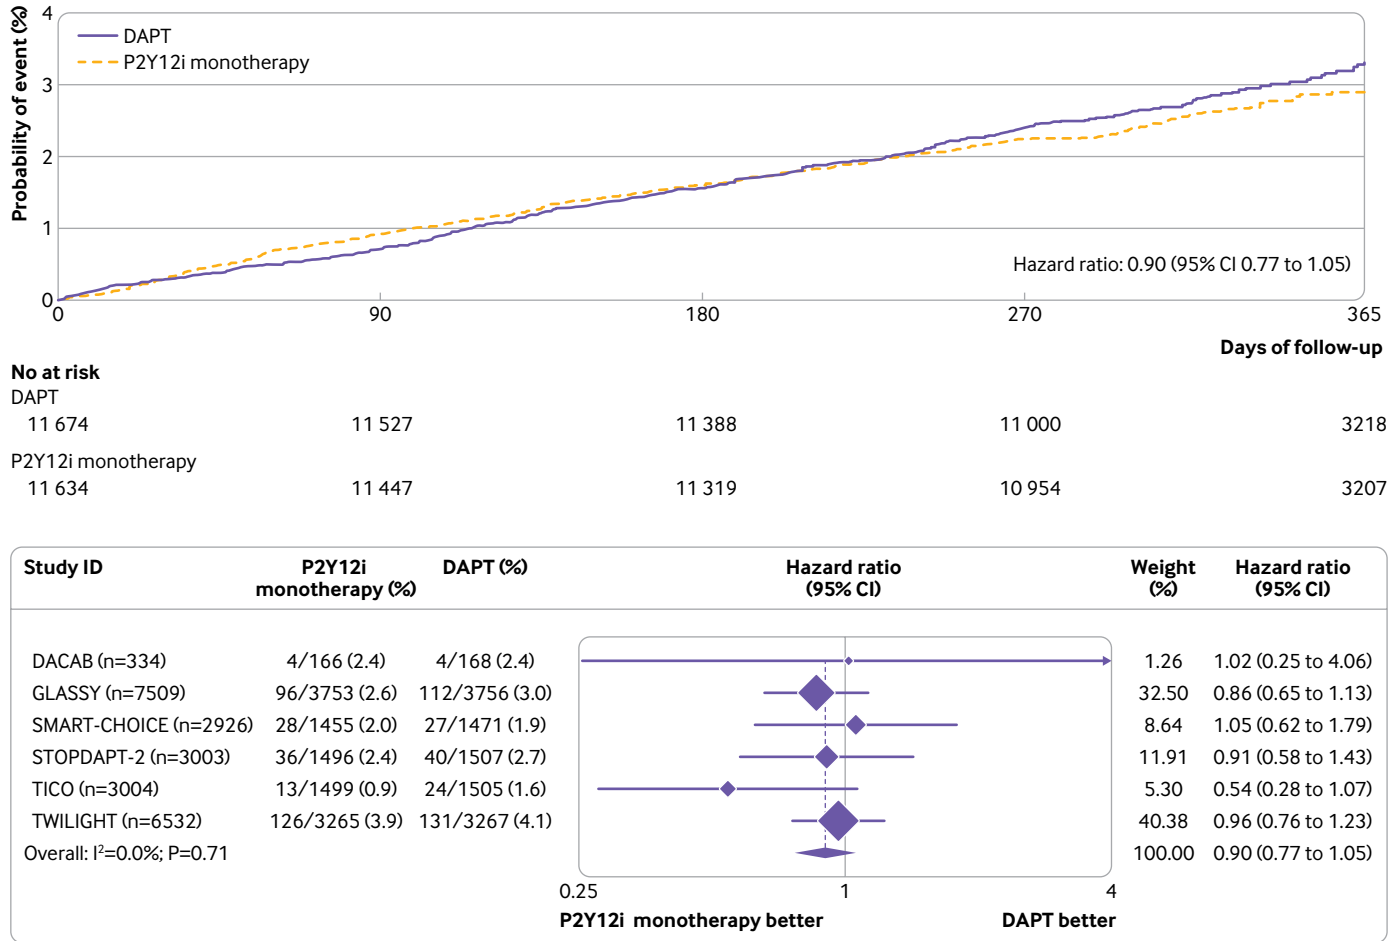 Probability of event (%)
4
3
2
1
0
DAPT
P2Y12i monotherapy
Hazard ratio: 0.90 (95% CI 0.77 to 1.05)
0 90 180 270 365
Days of follow-up
No at risk
DAPT
11 674 11 527 11 388 11 000 3218
P2Y12i monotherapy
11 634 11 447 11 319 10 954 3207
Study ID P2Y12i DAPT (%) Hazard ratio Weight Hazard ratio
monotherapy (%) (95% CI) (%) (95% CI)
DACAB (n=334) 4/166 (2.4) 4/168 (2.4) 1.26 1.02 (0.25 to 4.06)
GLASSY (n=7509) 96/3753 (2.6) 112/3756 (3.0) 32.50 0.86 (0.65 to 1.13)
SMART-CHOICE (n=2926) 28/1455 (2.0) 27/1471 (1.9) 8.64 1.05 (0.62 to 1.79)
STOPDAPT-2 (n=3003) 36/1496 (2.4) 40/1507 (2.7) 11.91 0.91 (0.58 to 1.43)
TICO (n=3004) 13/1499 (0.9) 24/1505 (1.6) 5.30 0.54 (0.28 to 1.07)
TWILIGHT (n=6532) 126/3265 (3.9) 131/3267 (4.1) 40.38 0.96 (0.76 to 1.23)
Overall: I²=0.0%; P=0.71 100.00 0.90 (0.77 to 1.05)
0.25 1 4
P2Y12i monotherapy better DAPT better